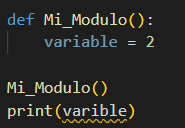 def Mi_Modulo():
    variable = 2
Mi_Modulo()
print(varible)